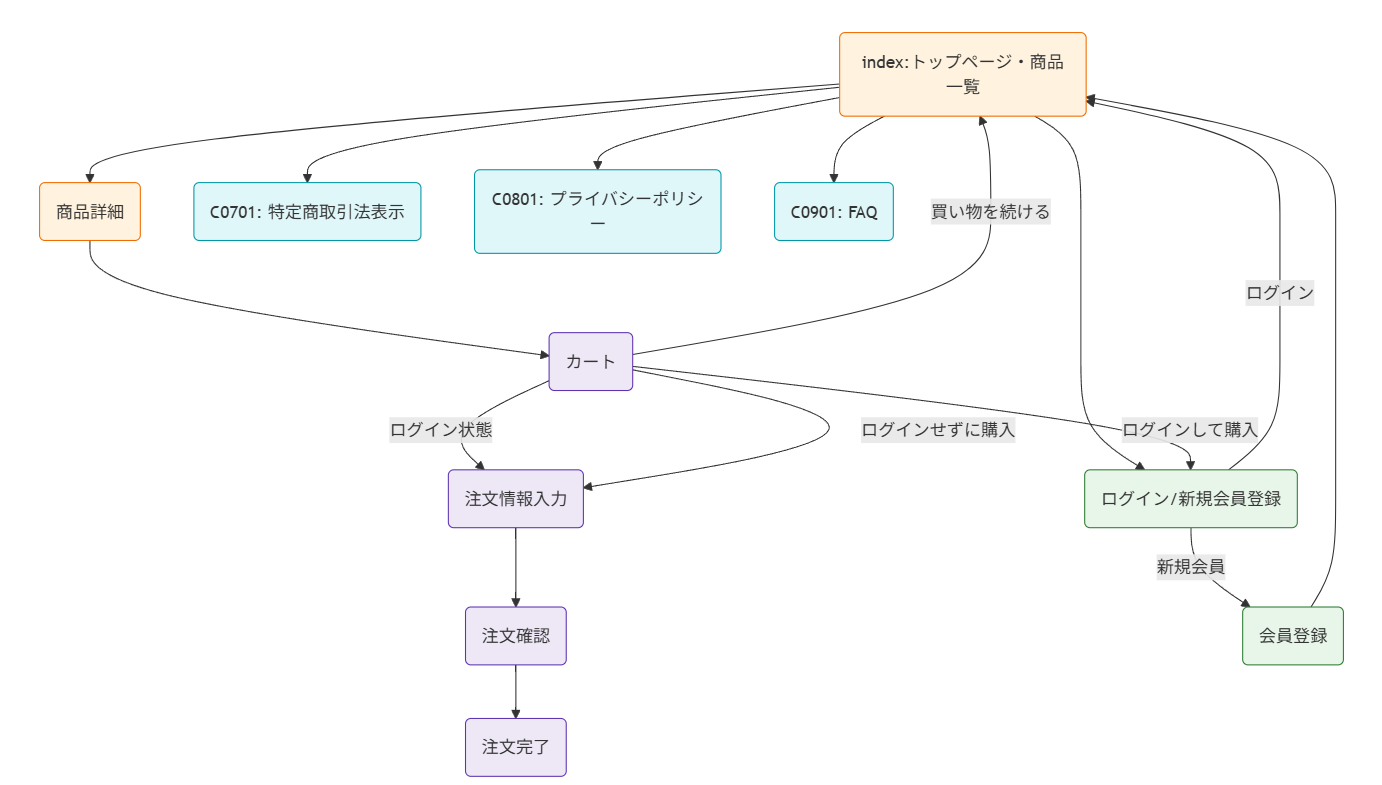 index:トップページ・商品
一覧
商品詳細
C0701: 特定商取引法表示
C0801: プライバシーポリシ
ー
C0901: FAQ
買い物を続ける
ログイン
カート
ログイン状態
ログインせずに購入
ログインして購入
注文情報入力
ログイン/新規会員登録
新規会員
注文確認
会員登録
注文完了